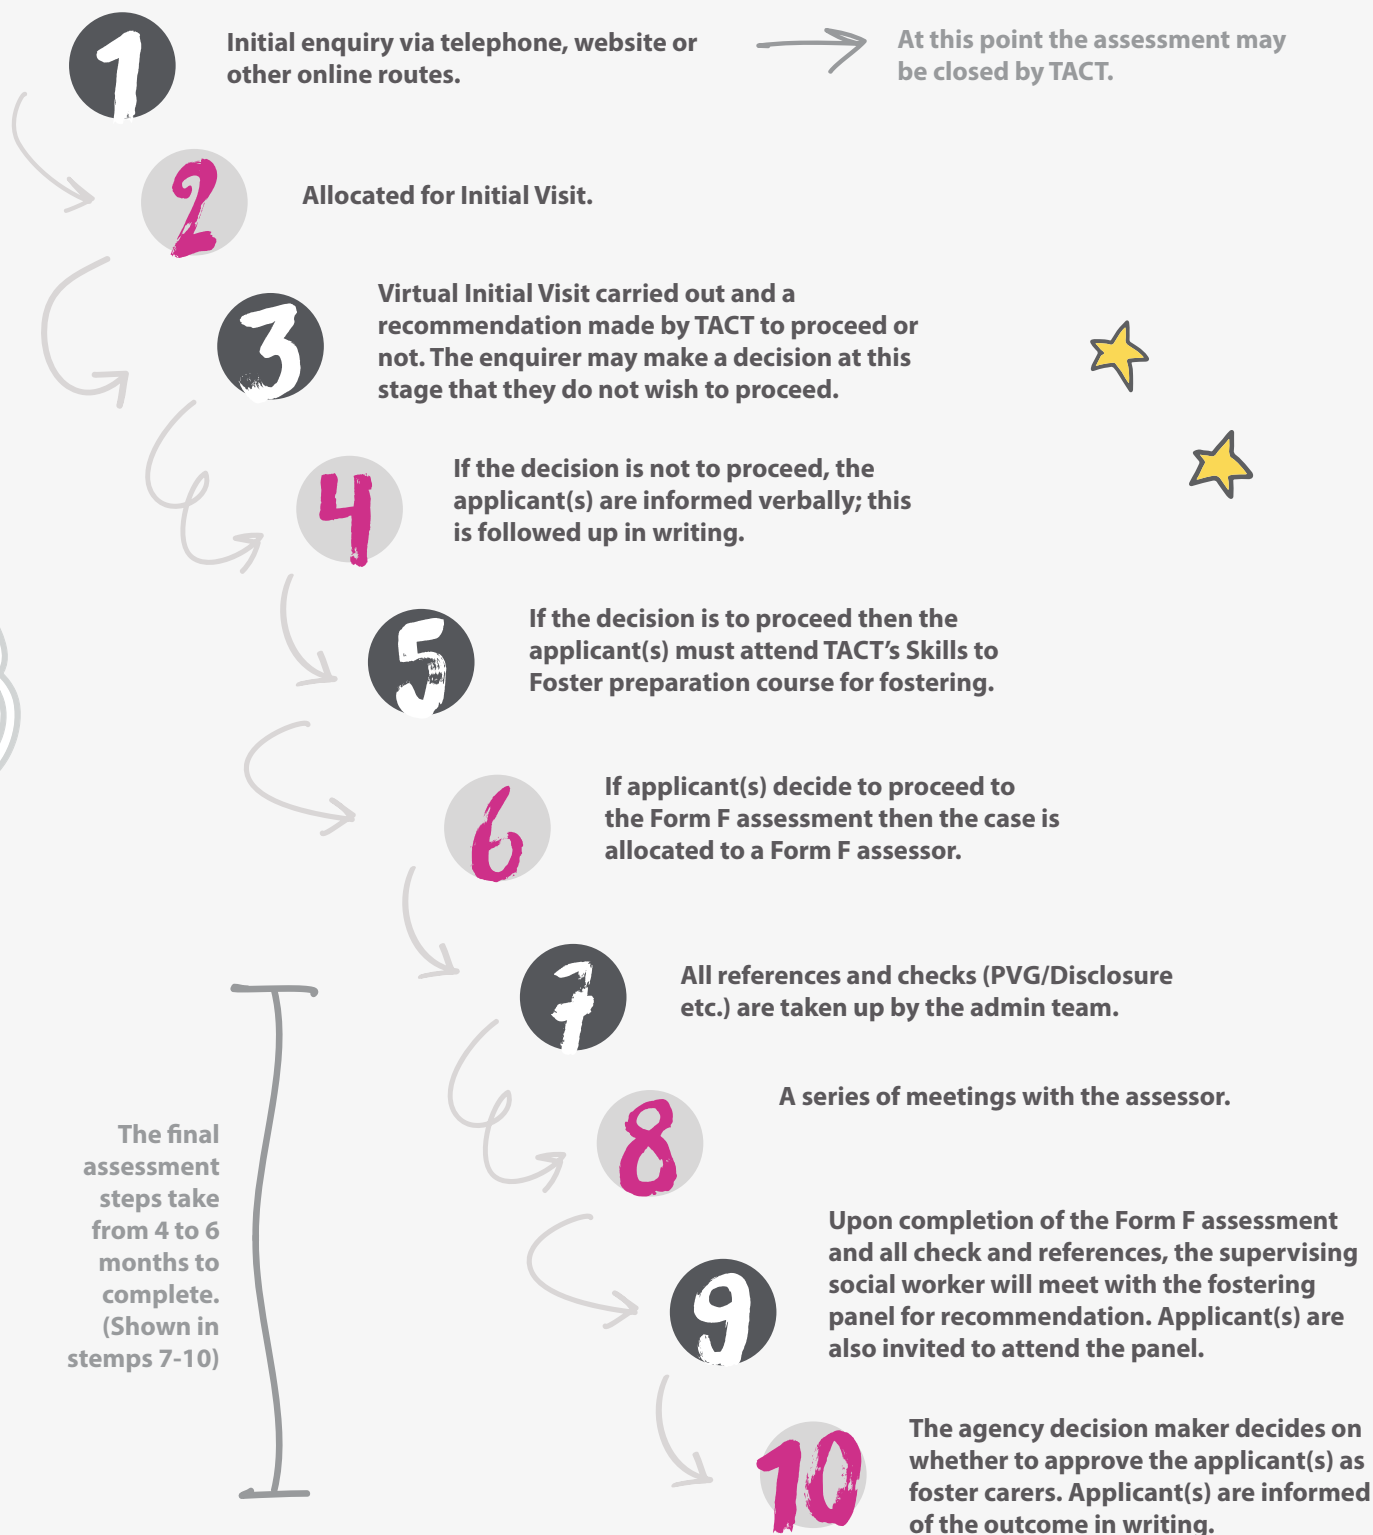 1
Initial enquiry via telephone, website or
other online routes.
At this point the assessment may
be closed by TACT.
2
Allocated for Initial Visit.
3
Virtual Initial Visit carried out and a
recommendation made by TACT to proceed or
not. The enquirer may make a decision at this
stage that they do not wish to proceed.
4
If the decision is not to proceed, the
applicant(s) are informed verbally; this
is followed up in writing.
5
If the decision is to proceed then the
applicant(s) must attend TACT’s Skills to
Foster preparation course for fostering.
6
If applicant(s) decide to proceed to
the Form F assessment then the case is
allocated to a Form F assessor.
7
All references and checks (PVG/Disclosure
etc.) are taken up by the admin team.
8
A series of meetings with the assessor.
The final
assessment
steps take
from 4 to 6
months to
complete.
(Shown in
stemps 7-10)
9
Upon completion of the Form F assessment
and all check and references, the supervising
social worker will meet with the fostering
panel for recommendation. Applicant(s) are
also invited to attend the panel.
10
The agency decision maker decides on
whether to approve the applicant(s) as
foster carers. Applicant(s) are informed
of the outcome in writing.